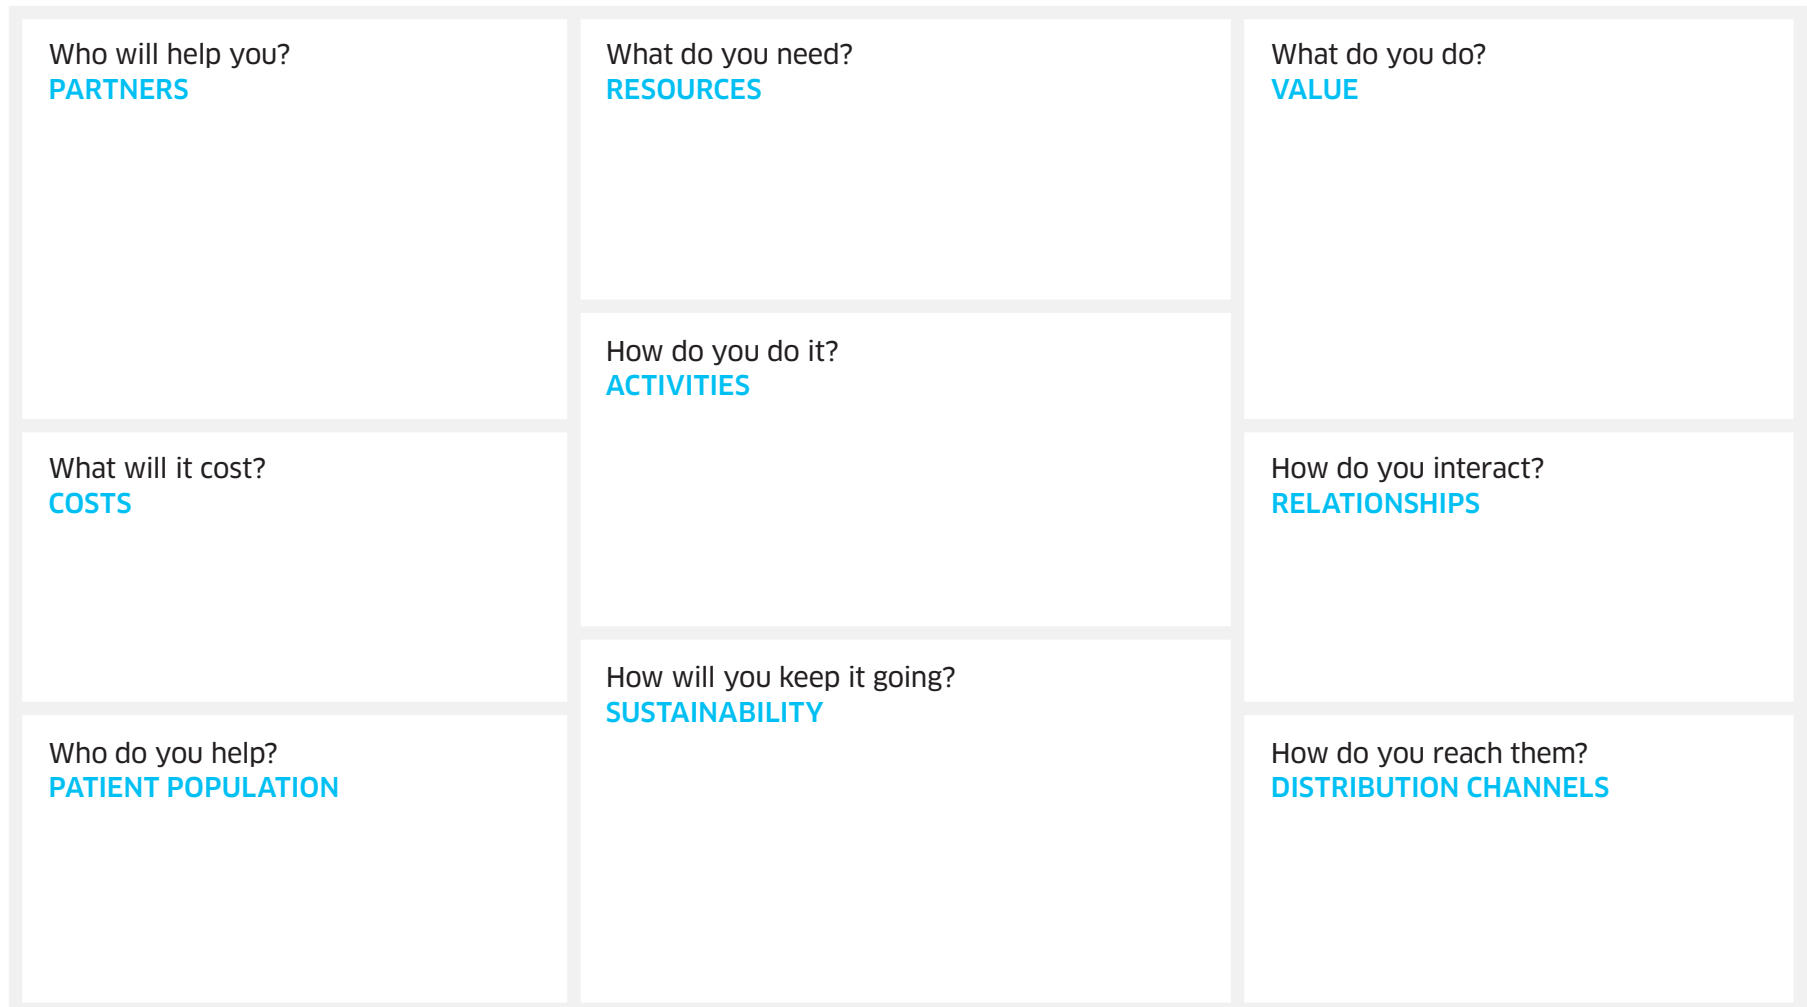 Who will help you?
PARTNERS
What will it cost?
COSTS
Who do you help?
PATIENT POPULATION
What do you need?
RESOURCES
How do you do it?
ACTIVITIES
How will you keep it going?
SUSTAINABILITY
What do you do?
VALUE
How do you interact?
RELATIONSHIPS
How do you reach them?
DISTRIBUTION CHANNELS